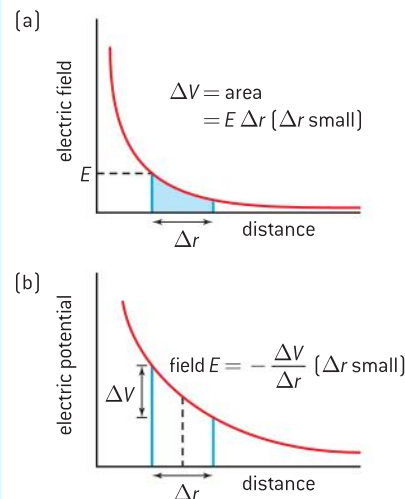 (a)
electric field
ΔV = area
= E Δr (Δr small)
E
Δr
distance
(b)
electric potential
field E = − ΔV/Δr (Δr small)
ΔV
Δr
distance